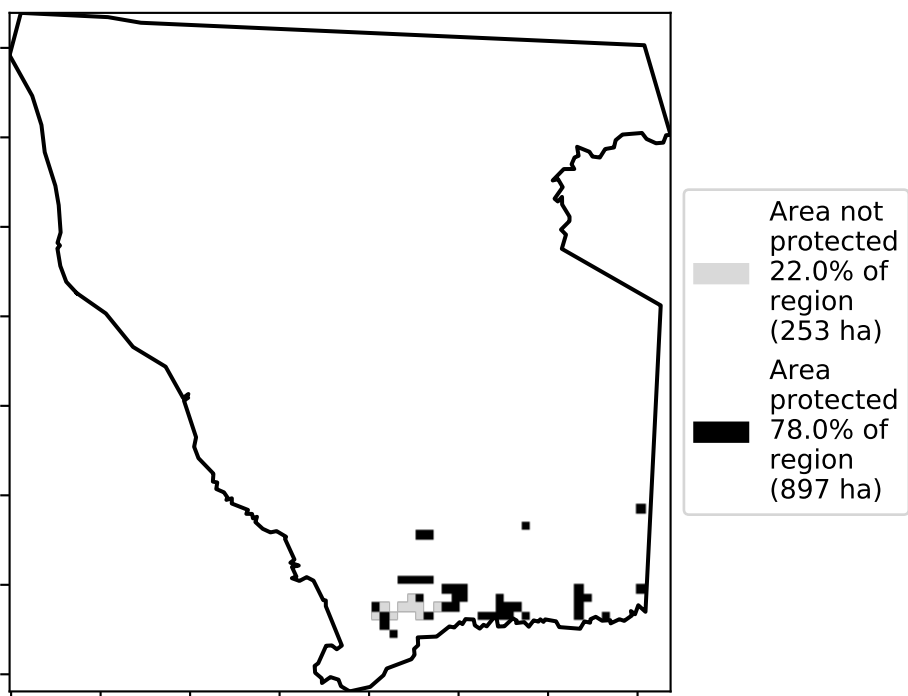 Area not
protected
22.0% of
region
(253 ha)
Area
protected
78.0% of
region
(897 ha)